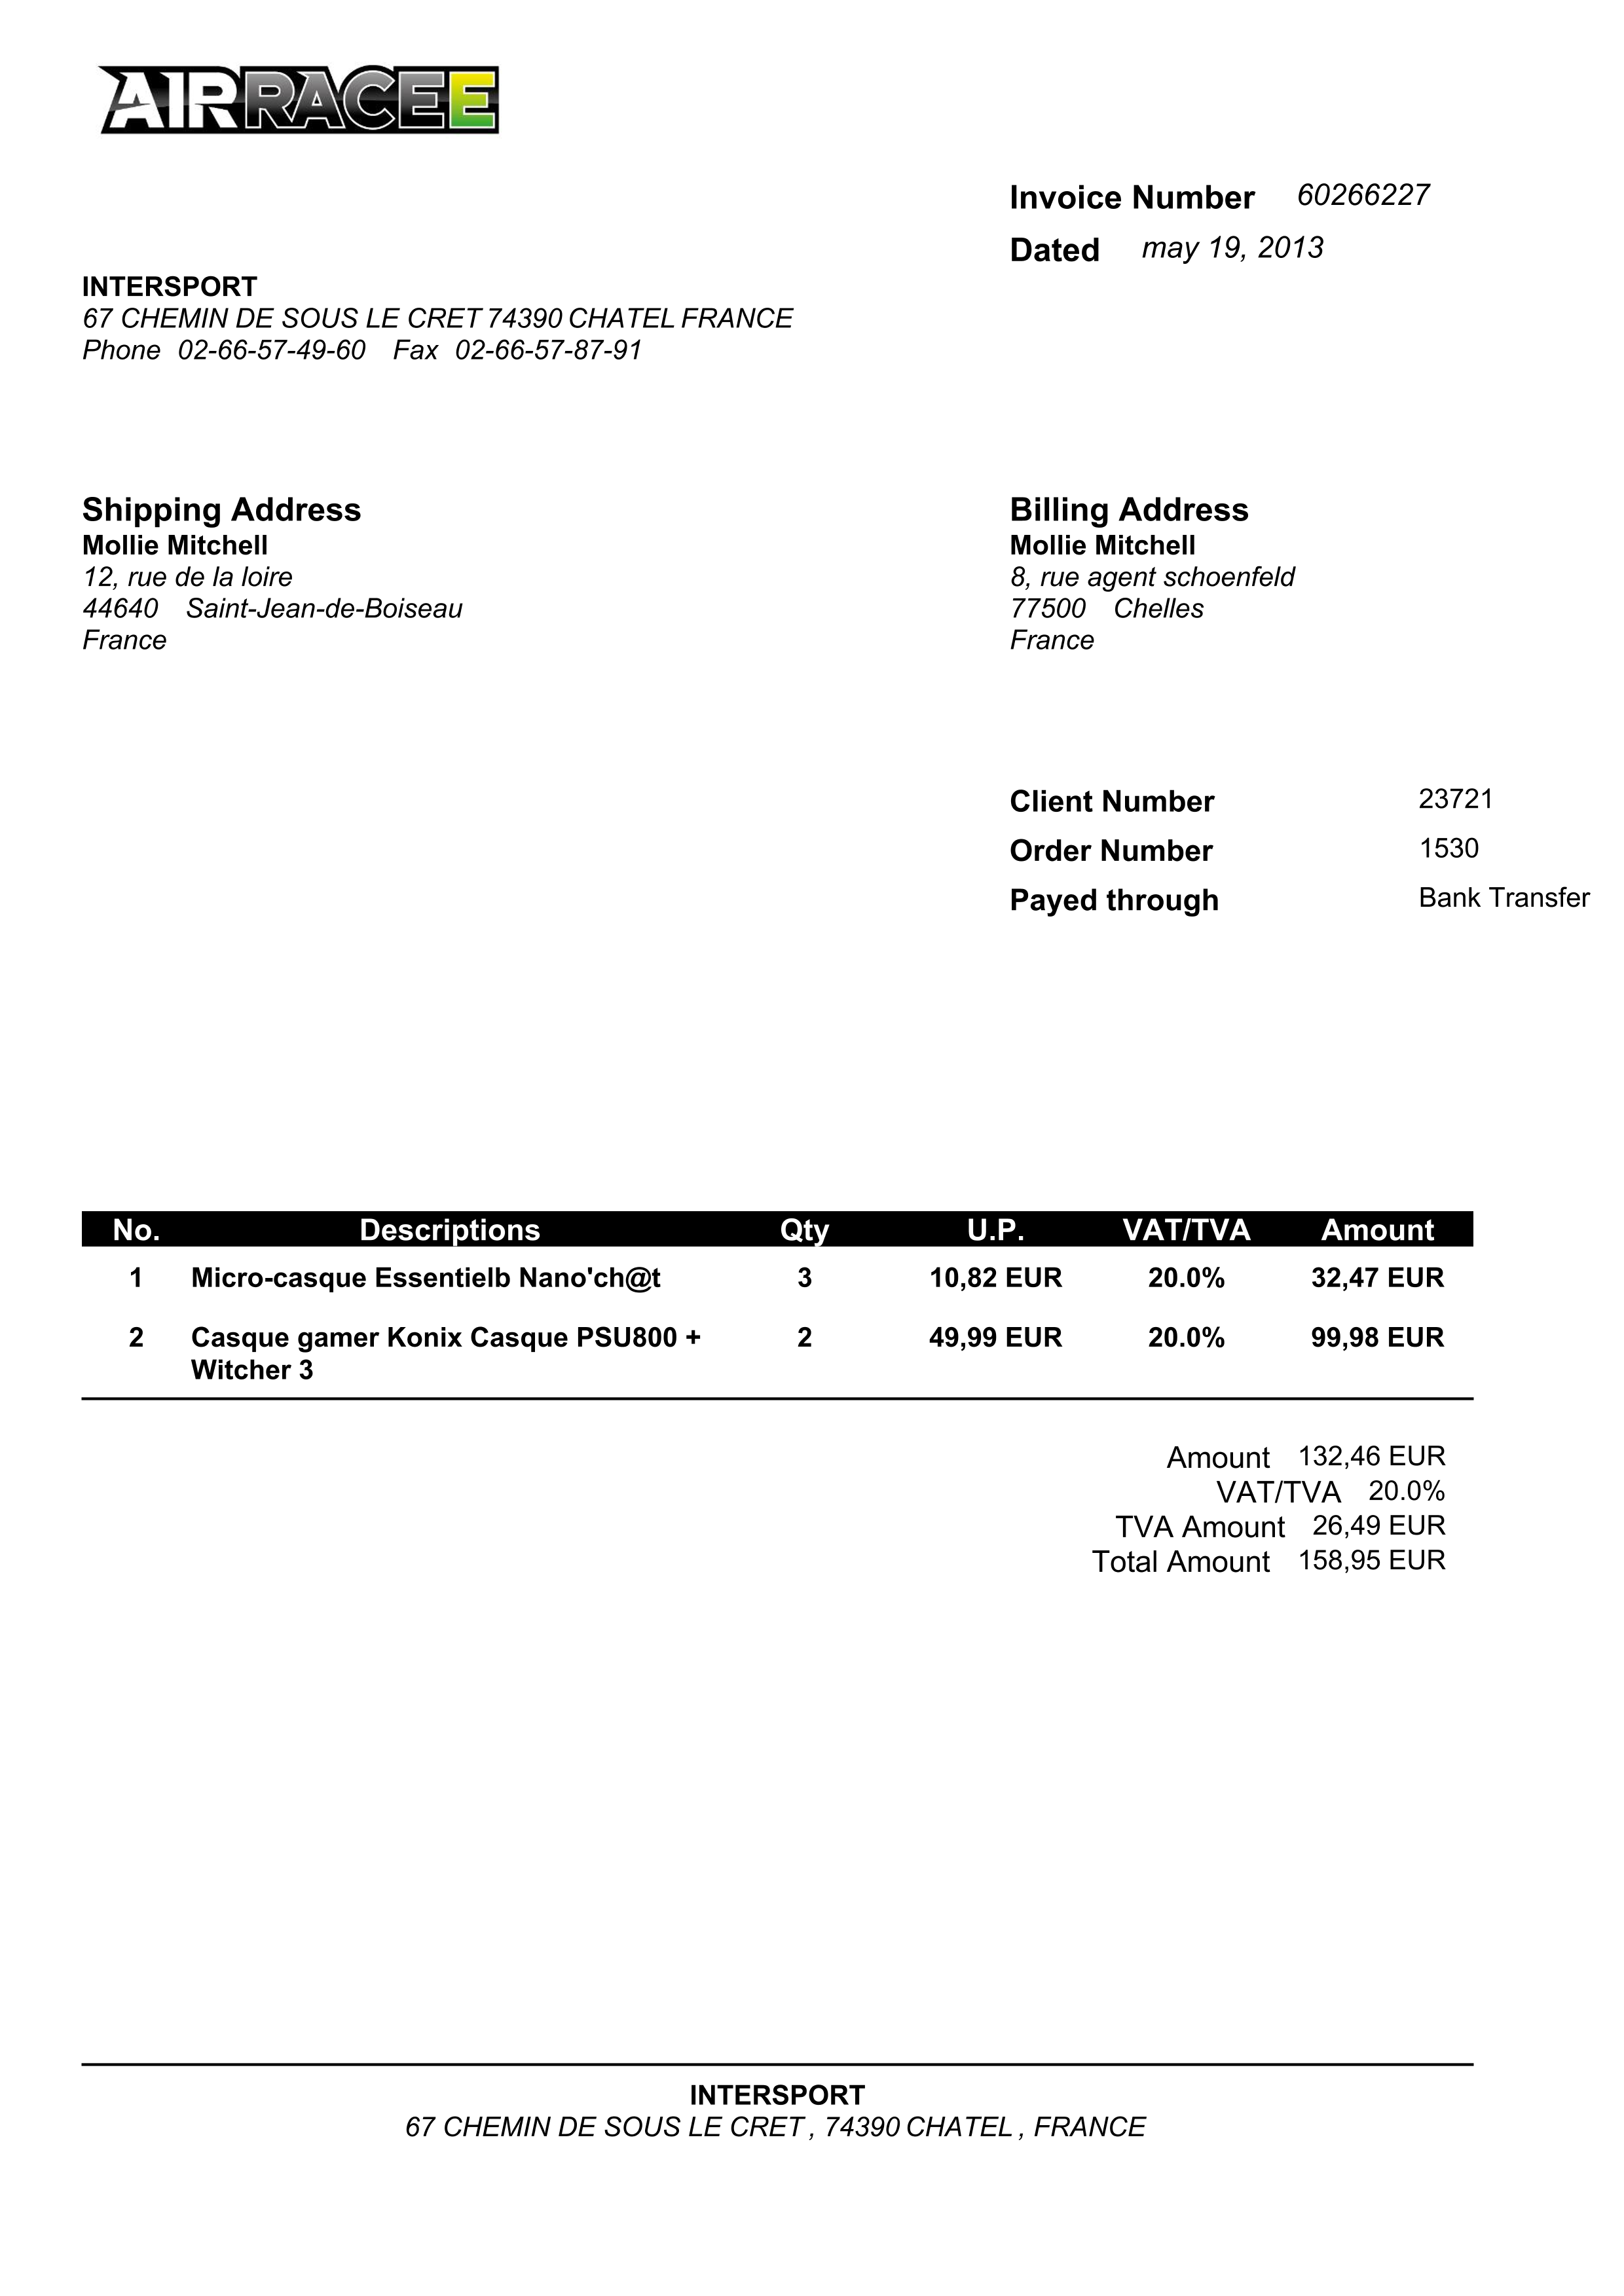 AIRRACEE
Invoice Number 60266227
Dated may 19, 2013
INTERSPORT
67 CHEMIN DE SOUS LE CRET 74390 CHATEL FRANCE
Phone 02-66-57-49-60 Fax 02-66-57-87-91
Shipping Address
Mollie Mitchell
12, rue de la loire
44640 Saint-Jean-de-Boiseau
France
Billing Address
Mollie Mitchell
8, rue agent schoenfeld
77500 Chelles
France
Client Number 23721
Order Number 1530
Payed through Bank Transfer
No. Descriptions Qty U.P. VAT/TVA Amount
1 Micro-casque Essentielb Nano'ch@t 3 10,82 EUR 20.0% 32,47 EUR
2 Casque gamer Konix Casque PSU800 + 2 49,99 EUR 20.0% 99,98 EUR
Witcher 3
Amount 132,46 EUR
VAT/TVA 20.0%
TVA Amount 26,49 EUR
Total Amount 158,95 EUR
INTERSPORT
67 CHEMIN DE SOUS LE CRET , 74390 CHATEL , FRANCE